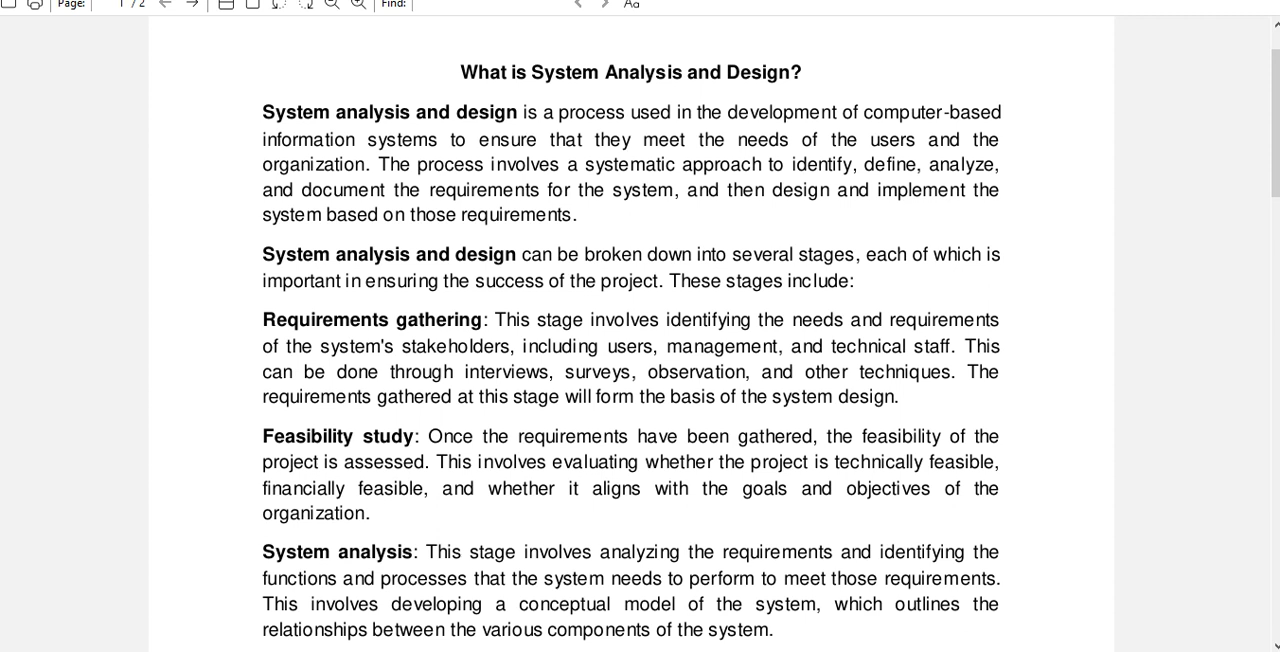 Page: 1 / 2 Find: Aa
What is System Analysis and Design?
System analysis and design is a process used in the development of computer-based
information systems to ensure that they meet the needs of the users and the
organization. The process involves a systematic approach to identify, define, analyze,
and document the requirements for the system, and then design and implement the
system based on those requirements.
System analysis and design can be broken down into several stages, each of which is
important in ensuring the success of the project. These stages include:
Requirements gathering: This stage involves identifying the needs and requirements
of the system's stakeholders, including users, management, and technical staff. This
can be done through interviews, surveys, observation, and other techniques. The
requirements gathered at this stage will form the basis of the system design.
Feasibility study: Once the requirements have been gathered, the feasibility of the
project is assessed. This involves evaluating whether the project is technically feasible,
financially feasible, and whether it aligns with the goals and objectives of the
organization.
System analysis: This stage involves analyzing the requirements and identifying the
functions and processes that the system needs to perform to meet those requirements.
This involves developing a conceptual model of the system, which outlines the
relationships between the various components of the system.